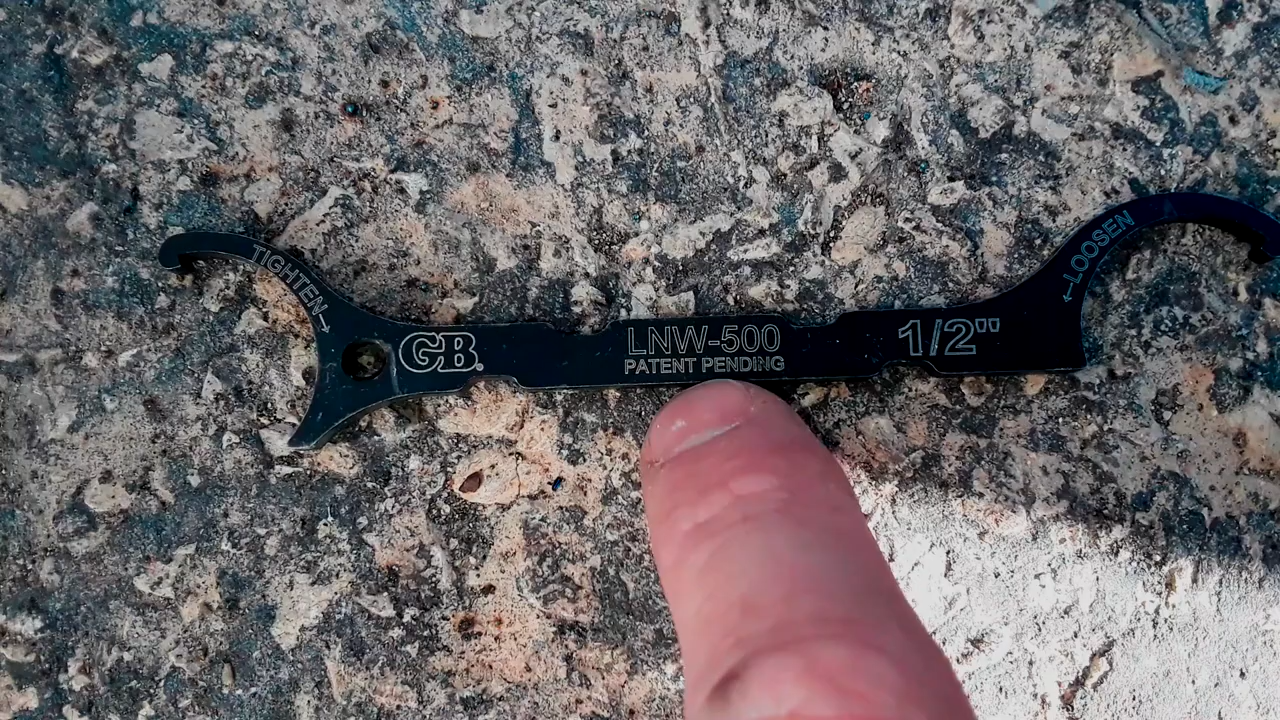 TIGHTEN→
GB.
LNW-500
PATENT PENDING
1/2"
←LOOSEN